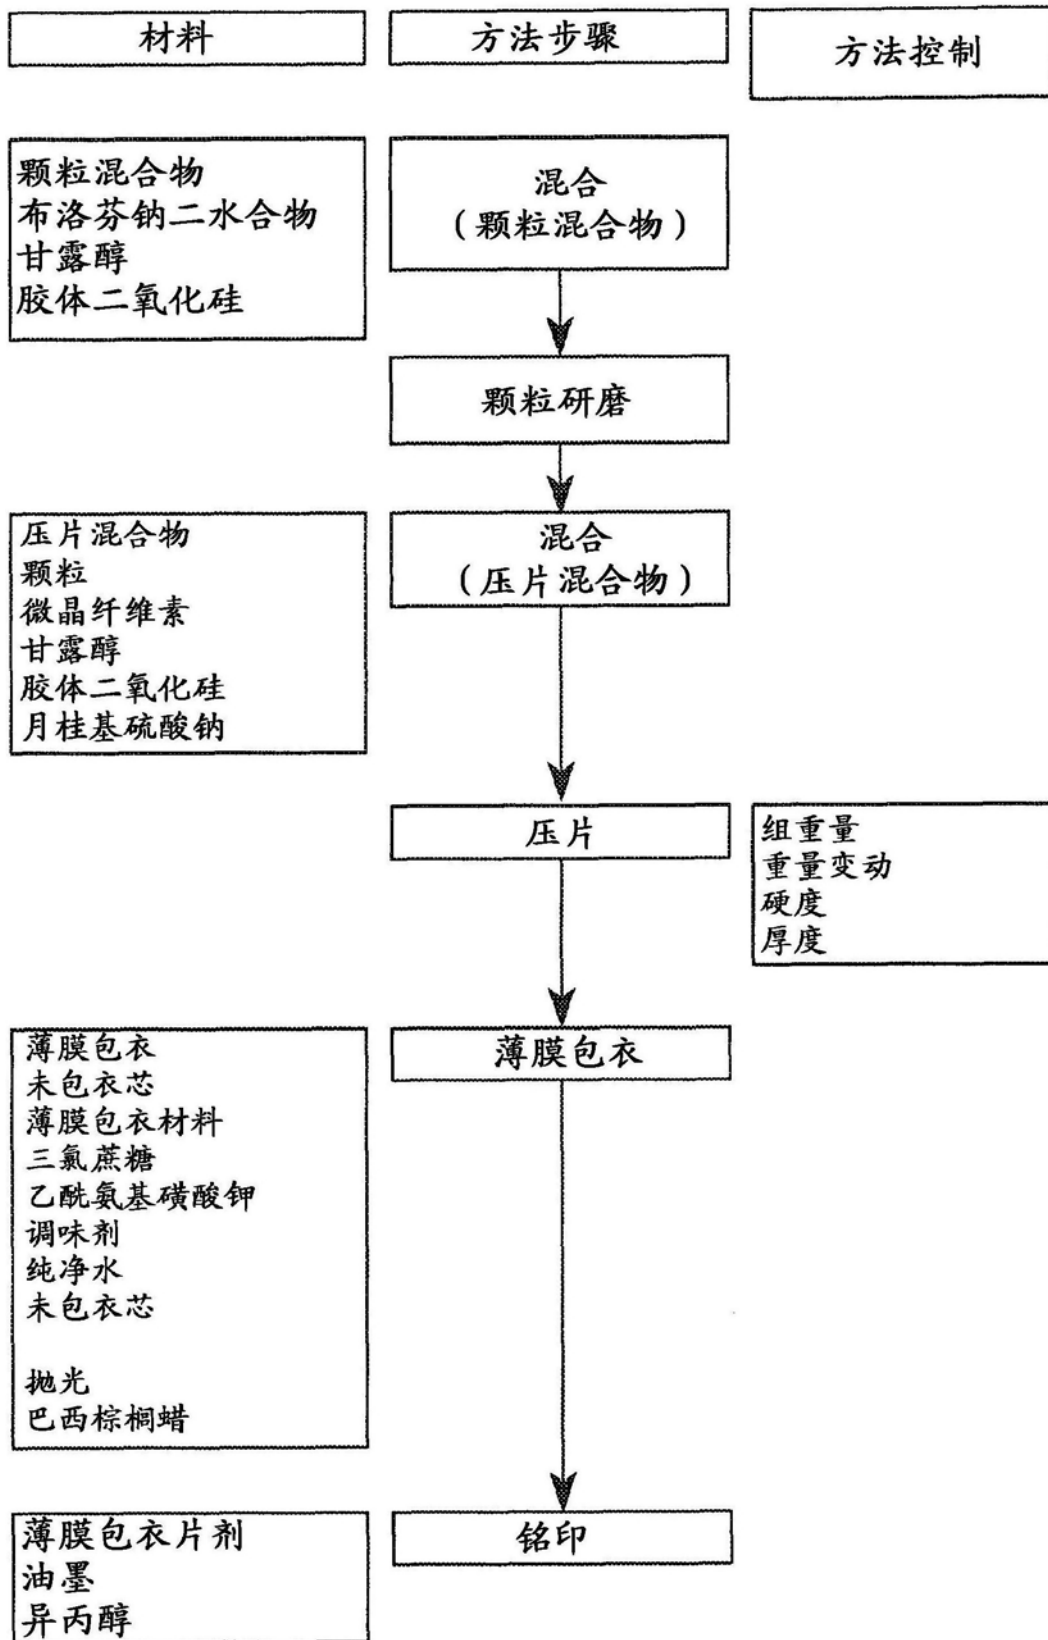 材料
方法步骤
方法控制
颗粒混合物
布洛芬钠二水合物
甘露醇
胶体二氧化硅
混合
（颗粒混合物）
颗粒研磨
压片混合物
颗粒
微晶纤维素
甘露醇
胶体二氧化硅
月桂基硫酸钠
混合
（压片混合物）
压片
组重量
重量变动
硬度
厚度
薄膜包衣
未包衣芯
薄膜包衣材料
三氯蔗糖
乙酰氨基磺酸钾
调味剂
纯净水
未包衣芯
抛光
巴西棕榈蜡
薄膜包衣
薄膜包衣片剂
油墨
异丙醇
铭印